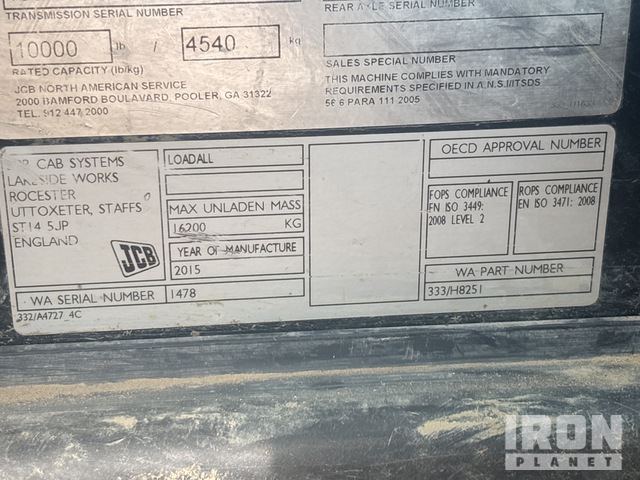 TRANSMISSION SERIAL NUMBER
10000 lb / 4540 kg
RATED CAPACITY (lb/kg)
JCB NORTH AMERICAN SERVICE
2000 BAMFORD BOULAVARD, POOLER, GA 31322
TEL. 912 447 2000
REAR AXLE SERIAL NUMBER
SALES SPECIAL NUMBER
THIS MACHINE COMPLIES WITH MANDATORY
REQUIREMENTS SPECIFIED IN A.N.S.I/ITSDS
56.6 PARA 111 2005
CAB SYSTEMS
LAKESIDE WORKS
ROCESTER
UTTOXETER, STAFFS
ST14 5JP
ENGLAND
JCB
WA SERIAL NUMBER
332/A4727_4C
LOADALL
MAX UNLADEN MASS
16200 KG
YEAR OF MANUFACTURE
2015
1478
OECD APPROVAL NUMBER
FOPS COMPLIANCE
EN ISO 3449:
2008 LEVEL 2
ROPS COMPLIANCE
EN ISO 3471: 2008
WA PART NUMBER
333/H8251
IRON
PLANET